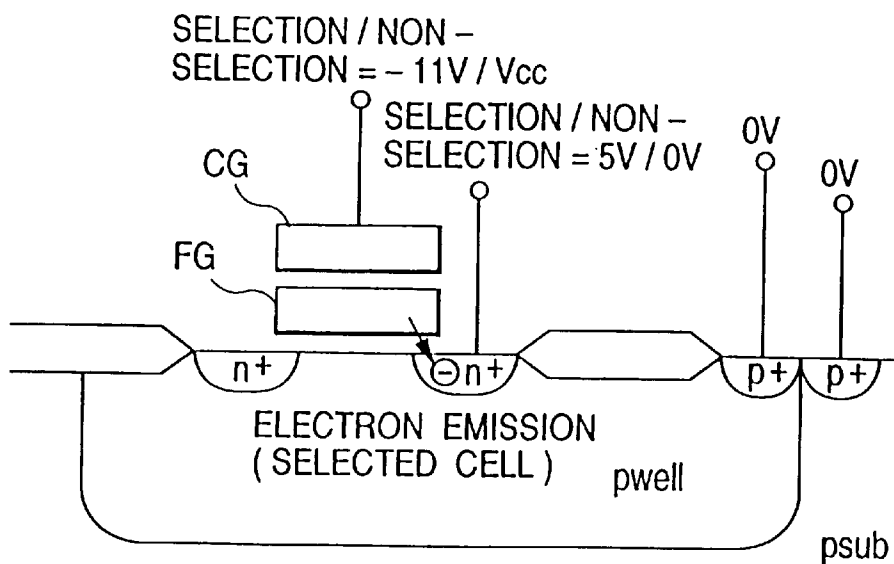 SELECTION / NON –
SELECTION = – 11V / Vcc
SELECTION / NON –
SELECTION = 5V / 0V
0V
0V
CG
FG
n+
⊖n+
p+
p+
ELECTRON EMISSION
( SELECTED CELL )
pwell
psub